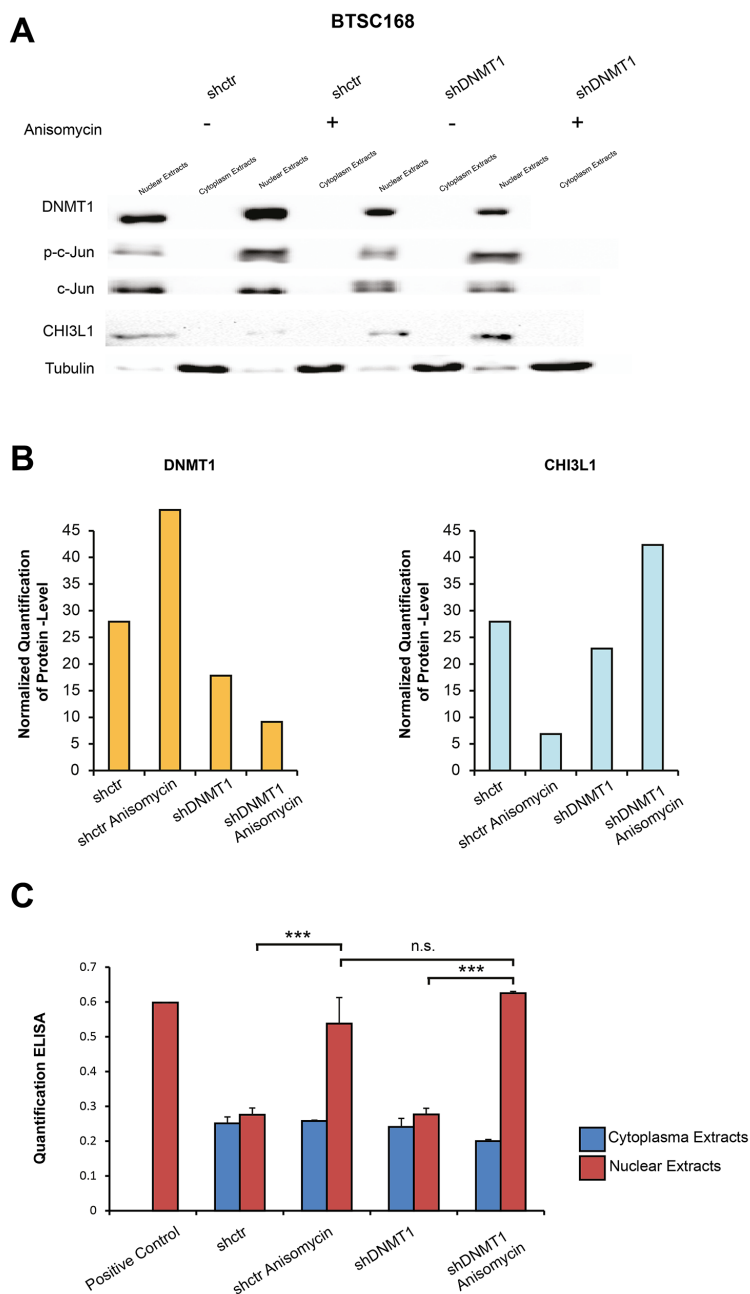 A
BTSC168
shctr shctr shDNMT1 shDNMT1
Anisomycin - + - +
Nuclear Extracts Cytoplasm Extracts Nuclear Extracts Cytoplasm Extracts Nuclear Extracts Cytoplasm Extracts Nuclear Extracts Cytoplasm Extracts
DNMT1
p-c-Jun
c-Jun
CHI3L1
Tubulin
B
DNMT1
Normalized Quantification
of Protein -Level
45
40
35
30
25
20
15
10
5
0
shctr
shctr Anisomycin
shDNMT1
shDNMT1
Anisomycin
CHI3L1
Normalized Quantification
of Protein -Level
45
40
35
30
25
20
15
10
5
0
shctr
shctr Anisomycin
shDNMT1
shDNMT1
Anisomycin
C
***
n.s.
***
Quantification ELISA
0.7
0.6
0.5
0.4
0.3
0.2
0.1
0
Positive Control
shctr
shctr Anisomycin
shDNMT1
shDNMT1
Anisomycin
Cytoplasma Extracts
Nuclear Extracts